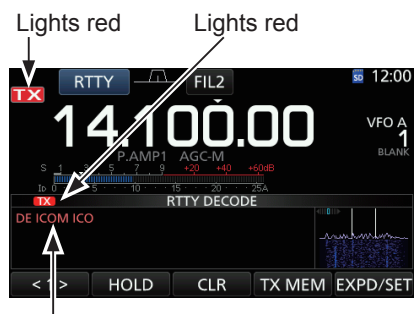 Lights red Lights red
RTTY FIL2 SD 12:00
TX
14.100.00 VFO A
1
P.AMP1 AGC-M BLANK
S 1 3 5 7 9 +20 +40 +60dB
ID 0 5 10 15 20 25A
TX RTTY DECODE
DE ICOM ICO
< 1 > HOLD CLR TX MEM EXPD/SET